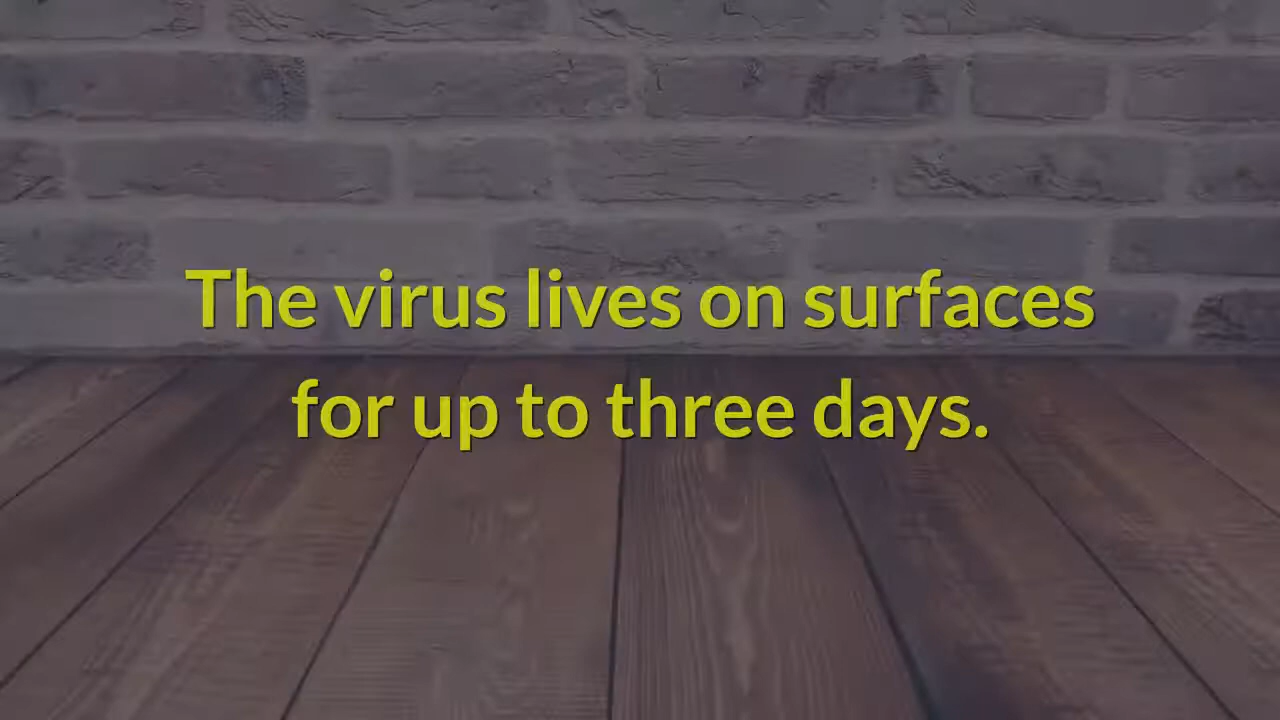 The virus lives on surfaces
for up to three days.